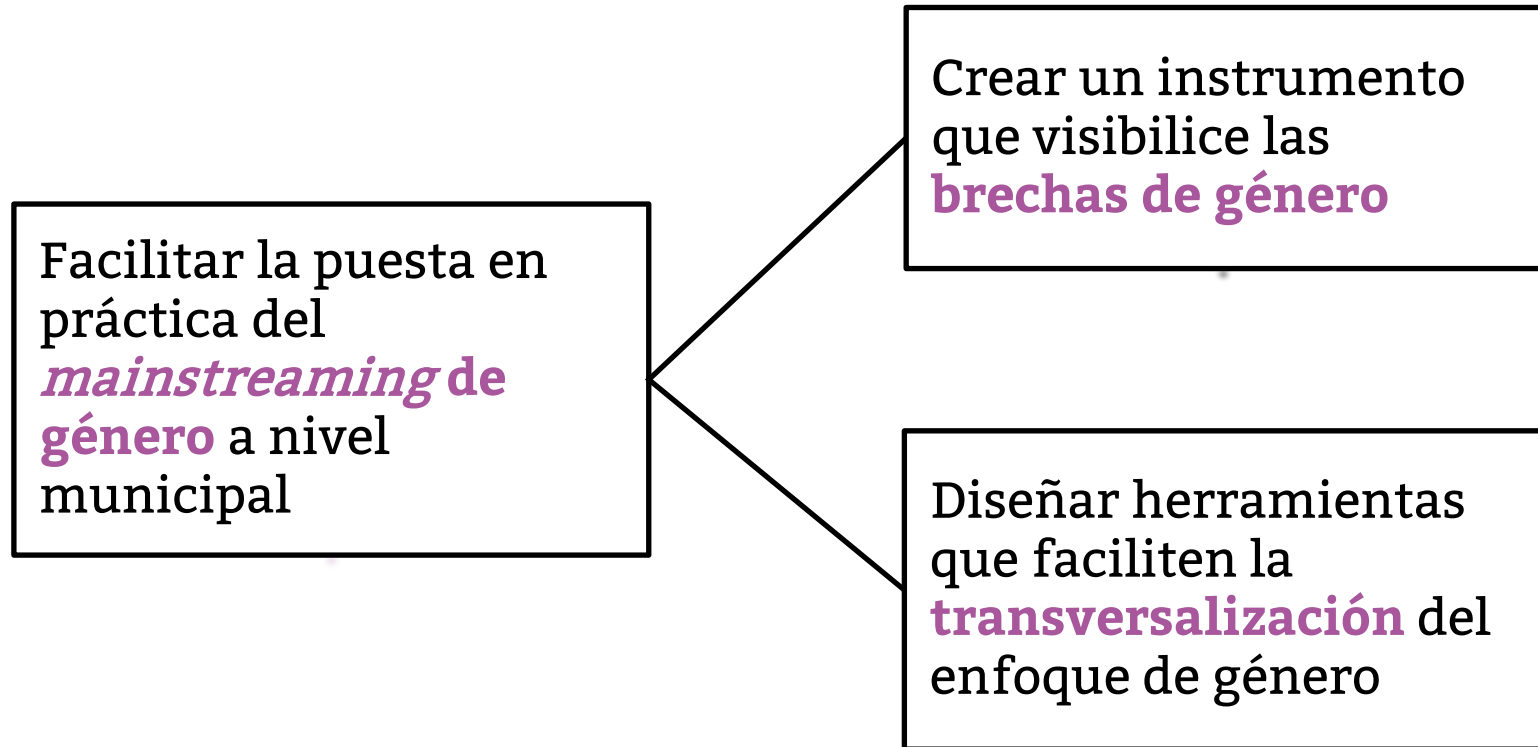 Facilitar la puesta en
práctica del
mainstreaming de
género a nivel
municipal
Crear un instrumento
que visibilice las
brechas de género
Diseñar herramientas
que faciliten la
transversalización del
enfoque de género